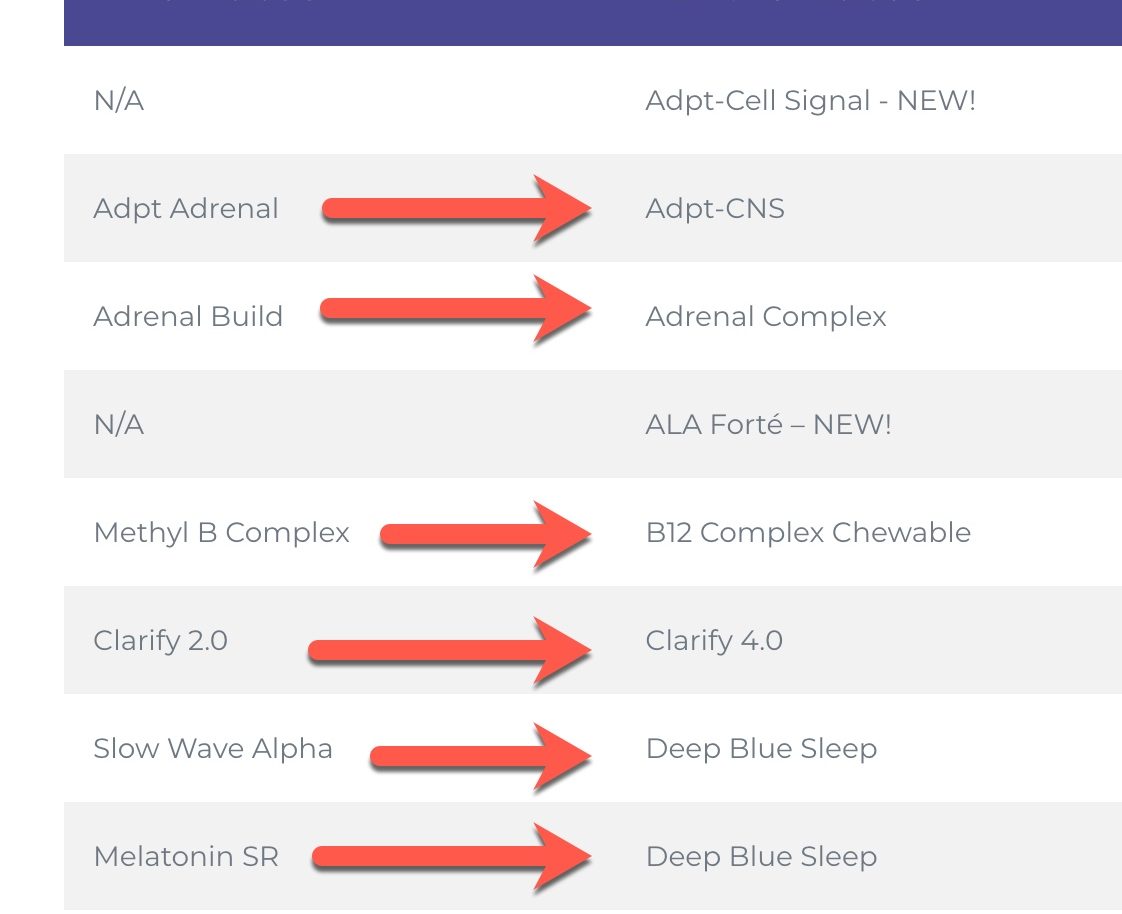 N/A Adpt-Cell Signal - NEW!
Adpt Adrenal Adpt-CNS
Adrenal Build Adrenal Complex
N/A ALA Forté – NEW!
Methyl B Complex B12 Complex Chewable
Clarify 2.0 Clarify 4.0
Slow Wave Alpha Deep Blue Sleep
Melatonin SR Deep Blue Sleep